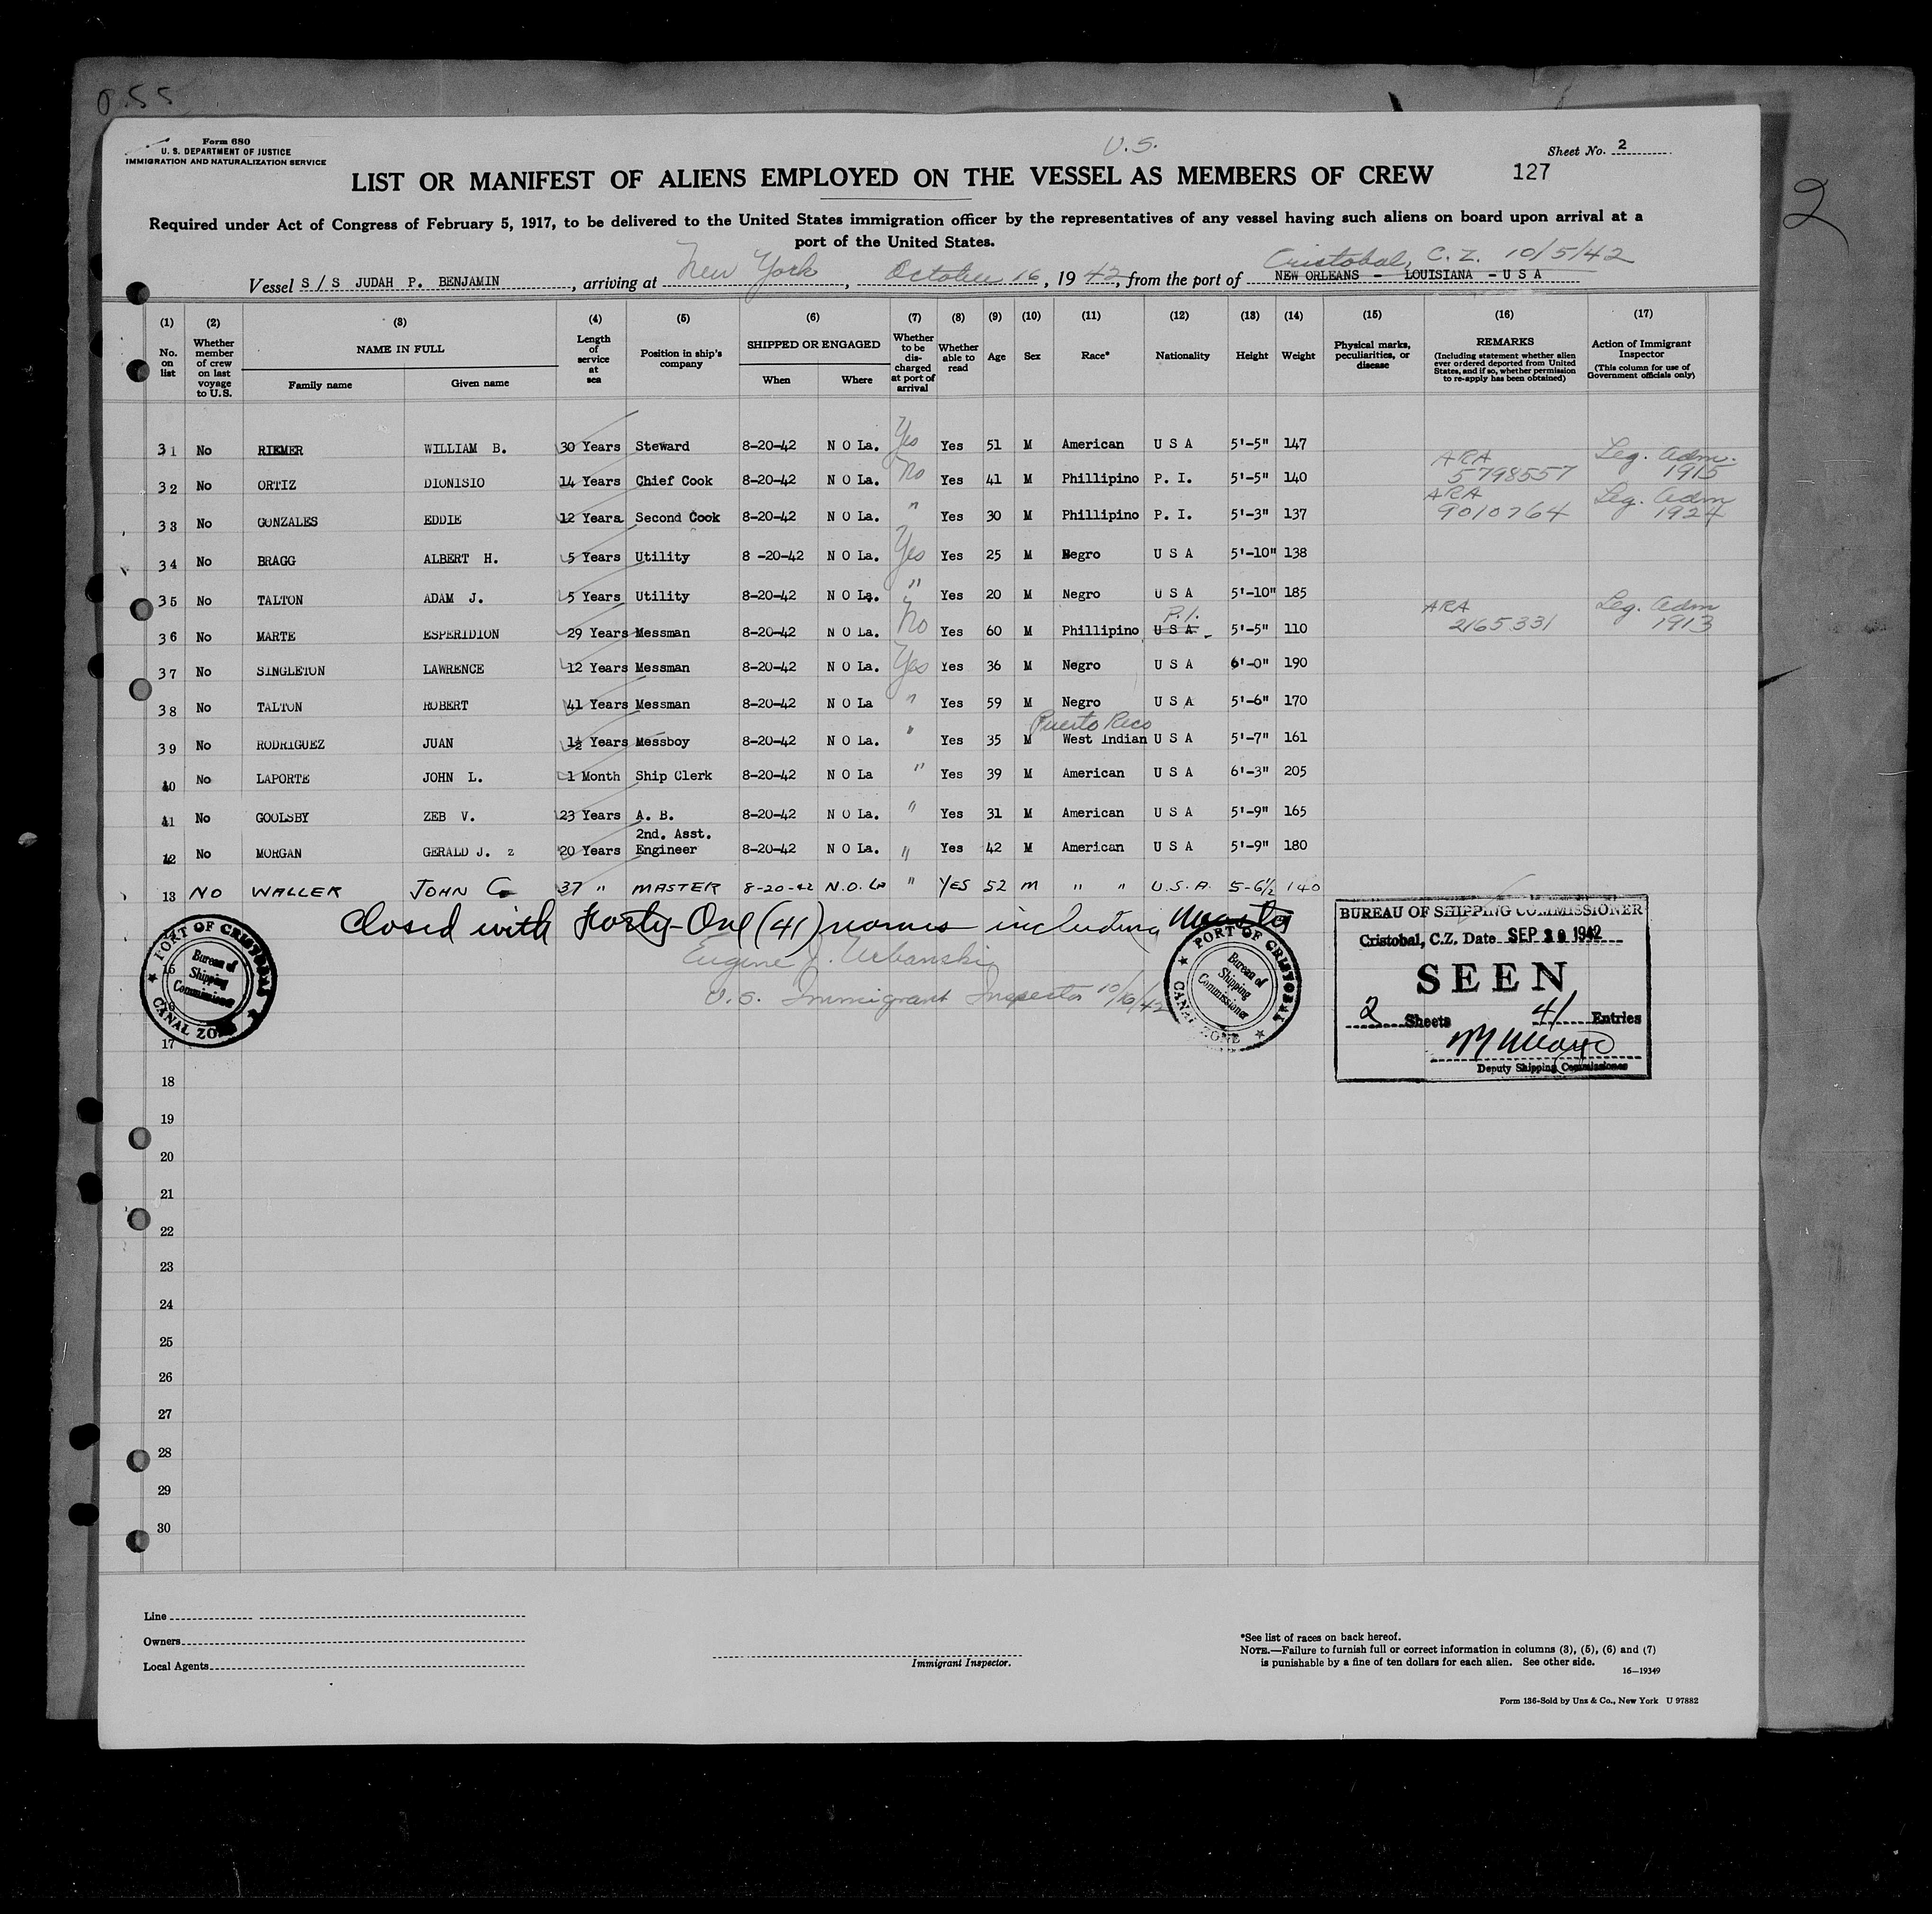 0.55
Form 680
U. S. DEPARTMENT OF JUSTICE
IMMIGRATION AND NATURALIZATION SERVICE
U.S.
Sheet No. 2
127
2
LIST OR MANIFEST OF ALIENS EMPLOYED ON THE VESSEL AS MEMBERS OF CREW
Required under Act of Congress of February 5, 1917, to be delivered to the United States immigration officer by the representatives of any vessel having such aliens on board upon arrival at a
port of the United States.
Cristobal, C. Z. 10/5/42
Vessel S/S JUDAH P. BENJAMIN, arriving at New York, October 16, 1942, from the port of NEW ORLEANS - LOUISIANA - U S A
(1) (2) (3) (4) (5) (6) (7) (8) (9) (10) (11) (12) (13) (14) (15) (16) (17)
No. on list
Whether member of crew on last voyage to U.S.
NAME IN FULL
Family name Given name
Length of service at sea
Position in ship's company
SHIPPED OR ENGAGED
When Where
Whether to be discharged at port of arrival
Whether able to read
Age Sex Race* Nationality Height Weight
Physical marks, peculiarities, or disease
REMARKS
(Including statement whether alien ever ordered deported from United States, and if so, whether permission to re-apply has been obtained)
Action of Immigrant Inspector
(This column for use of Government officials only)
31 No RIEMER WILLIAM B. 30 Years Steward 8-20-42 N O La. Yes Yes 51 M American U S A 5'-5" 147
32 No ORTIZ DIONISIO 14 Years Chief Cook 8-20-42 N O La. No Yes 41 M Phillipino P. I. 5'-5" 140 ARA 5798557 Leg. Adm. 1915
33 No GONZALES EDDIE 12 Years Second Cook 8-20-42 N O La. " Yes 30 M Phillipino P. I. 5'-3" 137 ARA 9010764 Leg. Adm 1924
34 No BRAGG ALBERT H. 5 Years Utility 8 -20-42 N O La. Yes Yes 25 M Negro U S A 5'-10" 138
35 No TALTON ADAM J. 5 Years Utility 8-20-42 N O La. " Yes 20 M Negro U S A 5'-10" 185
36 No MARTE ESPERIDION 29 Years Messman 8-20-42 N O La. No Yes 60 M Phillipino U S A P.I. 5'-5" 110 ARA 2165331 Leg. Adm 1913
37 No SINGLETON LAWRENCE 12 Years Messman 8-20-42 N O La. Yes Yes 36 M Negro U S A 6'-0" 190
38 No TALTON ROBERT 41 Years Messman 8-20-42 N O La " Yes 59 M Negro U S A 5'-6" 170
Puerto Rico
39 No RODRIGUEZ JUAN 1½ Years Messboy 8-20-42 N O La. " Yes 35 M West Indian U S A 5'-7" 161
40 No LAPORTE JOHN L. 1 Month Ship Clerk 8-20-42 N O La " Yes 39 M American U S A 6'-3" 205
41 No GOOLSBY ZEB V. 23 Years A. B. 8-20-42 N O La. " Yes 31 M American U S A 5'-9" 165
2nd. Asst.
12 No MORGAN GERALD J. z 20 Years Engineer 8-20-42 N O La. " Yes 42 M American U S A 5'-9" 180
13 NO WALLER JOHN C 37 " MASTER 8-20-42 N.O. La " YES 52 M " " U.S.A. 5-6½ 140
Closed with Forty-One (41) names including Master
Eugene J. Urbanski
U.S. Immigrant Inspector 10/16/42
PORT OF CRISTOBAL
Bureau of Shipping Commissioner
CANAL ZONE
PORT OF CRISTOBAL
Bureau of Shipping Commissioner
CANAL ZONE
BUREAU OF SHIPPING COMMISSIONER
Cristobal, C.Z. Date SEP 30 1942
SEEN
2 Sheets 41 Entries
Deputy Shipping Commissioner
17
18
19
20
21
22
23
24
25
26
27
28
29
30
Line
Owners
Local Agents
Immigrant Inspector.
*See list of races on back hereof.
NOTE.—Failure to furnish full or correct information in columns (3), (5), (6) and (7)
is punishable by a fine of ten dollars for each alien. See other side.
16—19349
Form 136-Sold by Unz & Co., New York U 97882